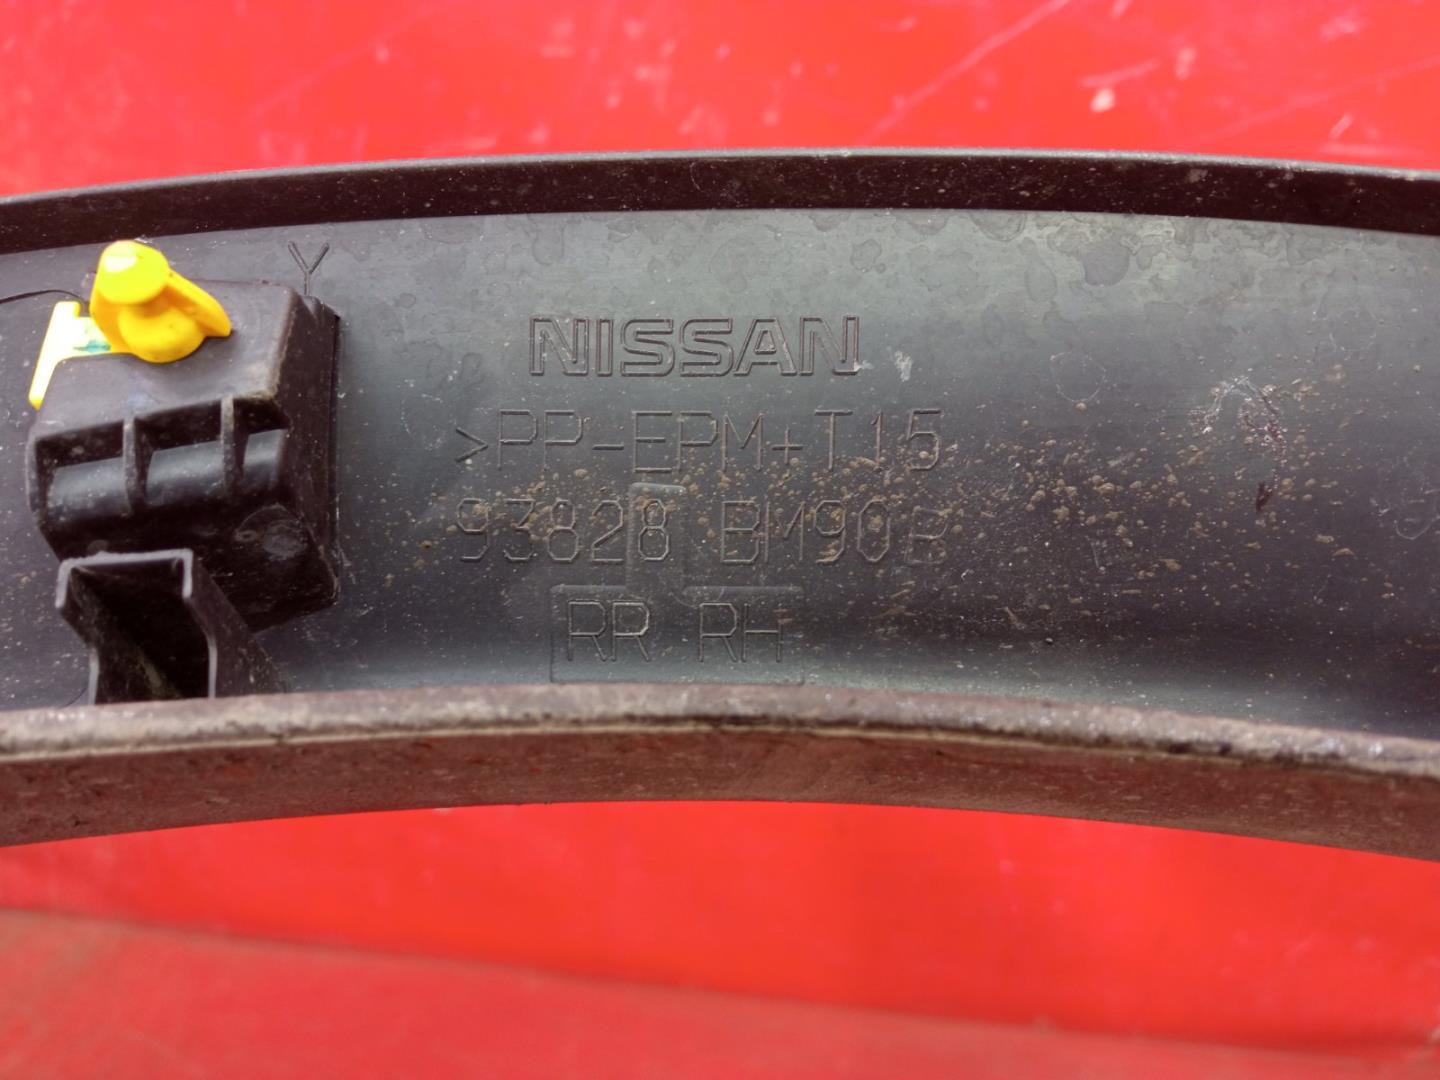 Y
NISSAN
>PP-EPM+T15
93828 BM90B
RR RH